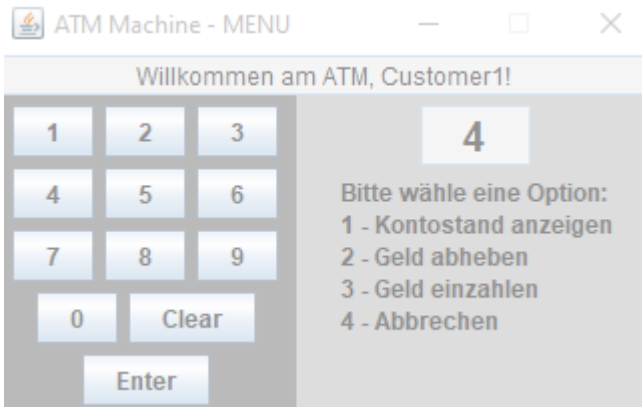 ATM Machine - MENU
Willkommen am ATM, Customer1!
1 2 3
4 5 6
7 8 9
0 Clear
Enter
4
Bitte wähle eine Option:
1 - Kontostand anzeigen
2 - Geld abheben
3 - Geld einzahlen
4 - Abbrechen